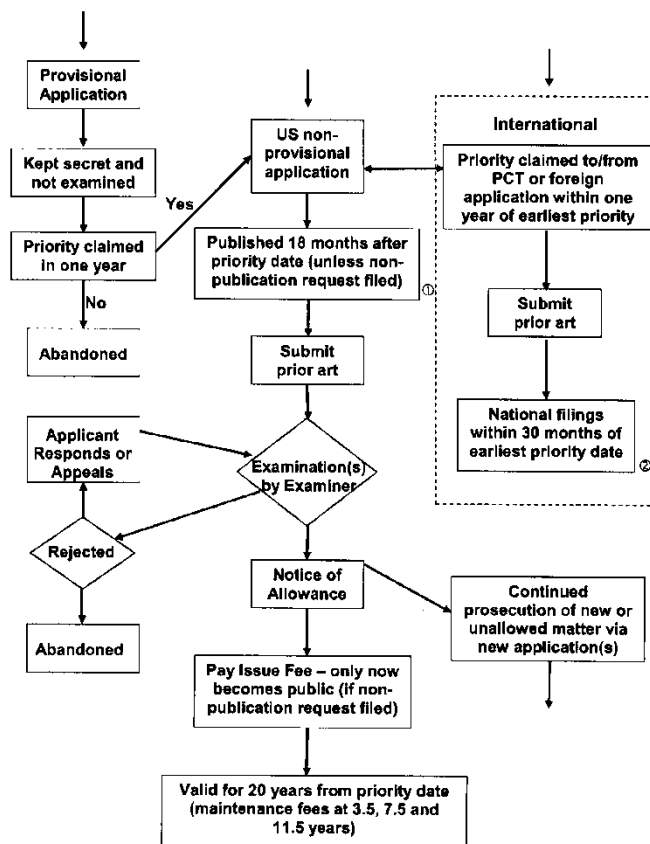 Provisional
Application
Kept secret and
not examined
Yes
Priority claimed
in one year
No
Abandoned
US non-
provisional
application
Published 18 months after
priority date (unless non-
publication request filed)
①
Submit
prior art
International
Priority claimed to/from
PCT or foreign
application within one
year of earliest priority
Submit
prior art
National filings
within 30 months of
earliest priority date
②
Applicant
Responds or
Appeals
Examination(s)
by Examiner
Rejected
Abandoned
Notice of
Allowance
Continued
prosecution of new or
unallowed matter via
new application(s)
Pay Issue Fee – only now
becomes public (if non-
publication request filed)
Valid for 20 years from priority date
(maintenance fees at 3.5, 7.5 and
11.5 years)